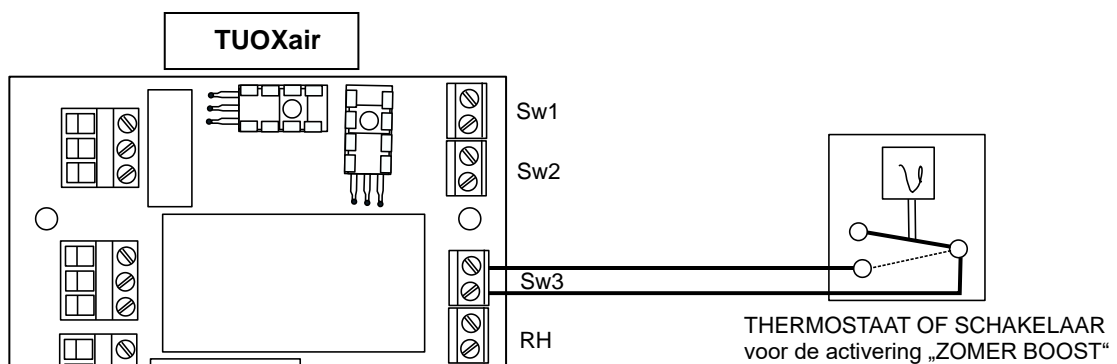 TUOXair
Sw1
Sw2
Sw3
RH
THERMOSTAAT OF SCHAKELAAR
voor de activering „ZOMER BOOST“